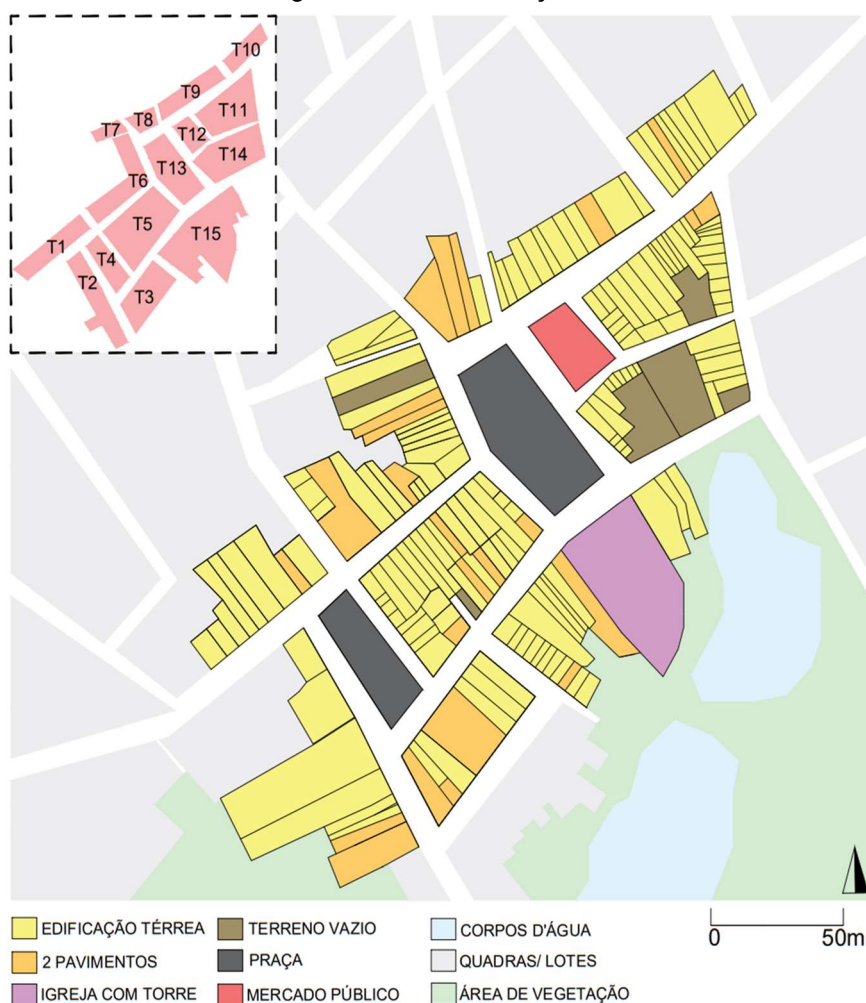 T10
T9
T8
T7
T11
T12
T13
T14
T6
T5
T15
T1
T4
T2
T3
EDIFICAÇÃO TÉRREA
TERRENO VAZIO
CORPOS D'ÁGUA
2 PAVIMENTOS
PRAÇA
QUADRAS/ LOTES
IGREJA COM TORRE
MERCADO PÚBLICO
ÁREA DE VEGETAÇÃO
0 50m